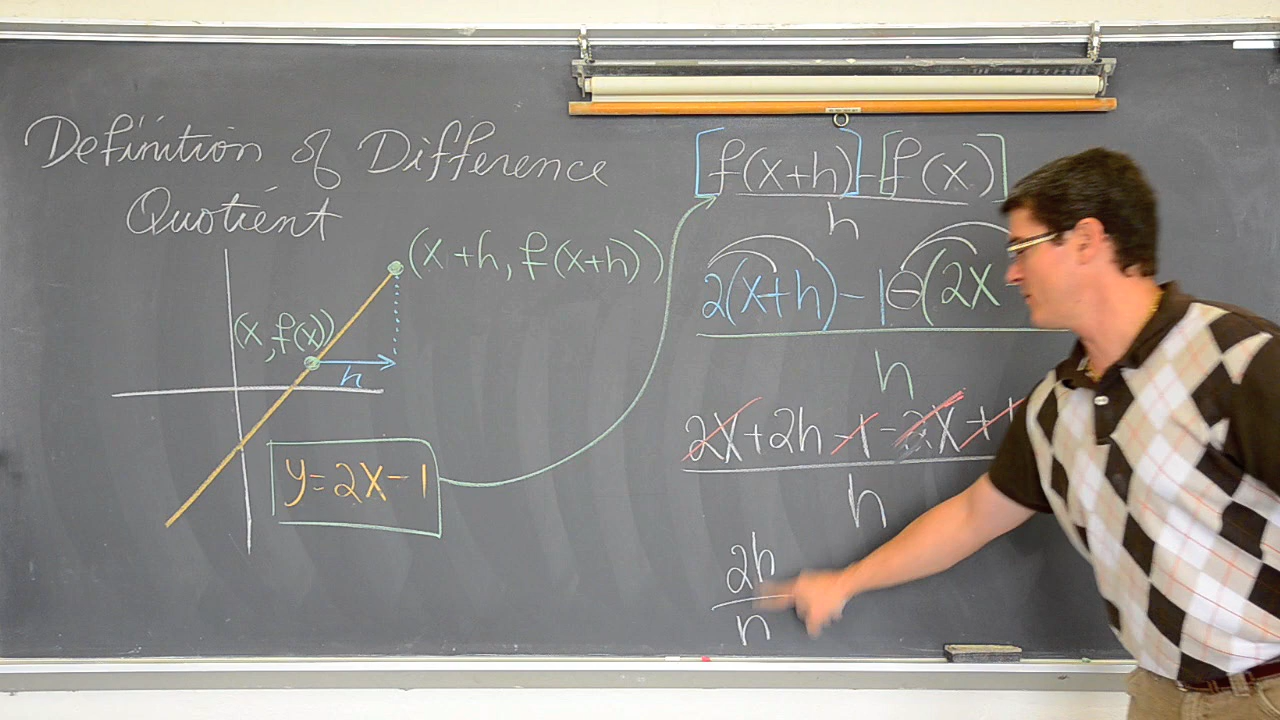 Definition of Difference
Quotient
(x+h, f(x+h))
(x, f(x))
h
y=2x-1
[f(x+h)]-[f(x)]
h
2(x+h)-1-(2x
h
2x+2h-1-2x+1
h
2h
h